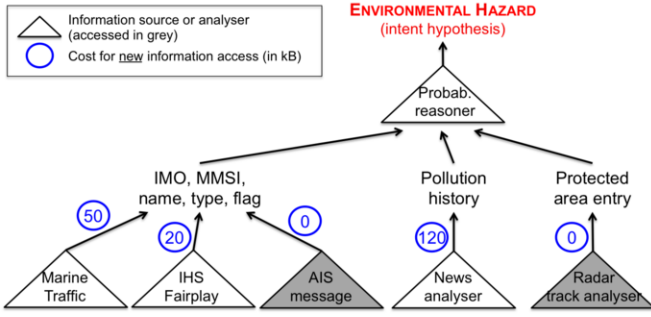 Information source or analyser
(accessed in grey)
Cost for new information access (in kB)
ENVIRONMENTAL HAZARD
(intent hypothesis)
Probab.
reasoner
IMO, MMSI,
name, type, flag
Pollution
history
Protected
area entry
50
20
0
120
0
Marine
Traffic
IHS
Fairplay
AIS
message
News
analyser
Radar
track analyser